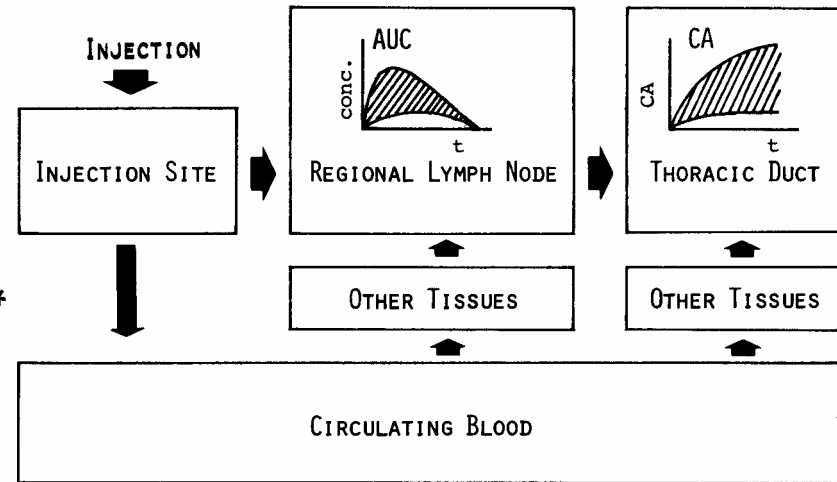 INJECTION
INJECTION SITE
AUC
conc.
t
REGIONAL LYMPH NODE
CA
CA
t
THORACIC DUCT
*
OTHER TISSUES
OTHER TISSUES
CIRCULATING BLOOD